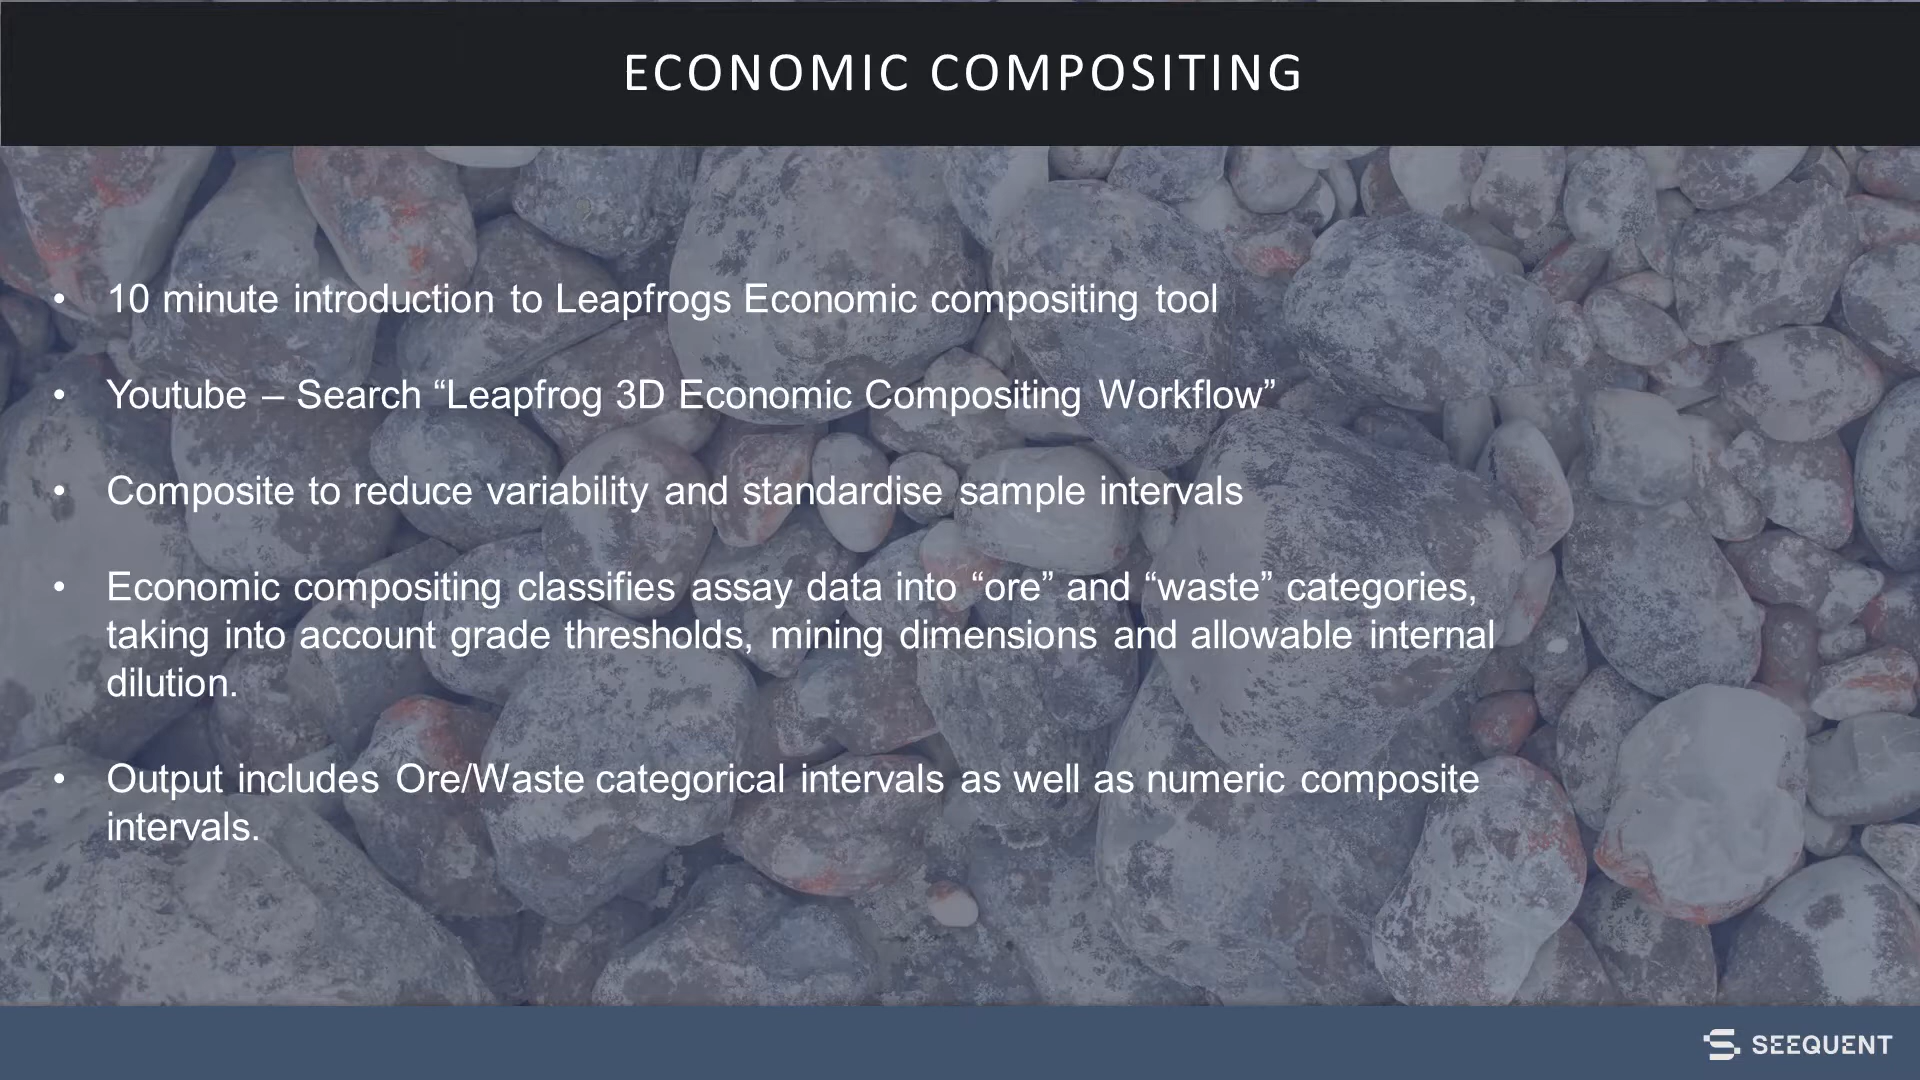 ECONOMIC COMPOSITING
• 10 minute introduction to Leapfrogs Economic compositing tool
• Youtube – Search “Leapfrog 3D Economic Compositing Workflow”
• Composite to reduce variability and standardise sample intervals
• Economic compositing classifies assay data into “ore” and “waste” categories,
taking into account grade thresholds, mining dimensions and allowable internal
dilution.
• Output includes Ore/Waste categorical intervals as well as numeric composite
intervals.
SEEQUENT